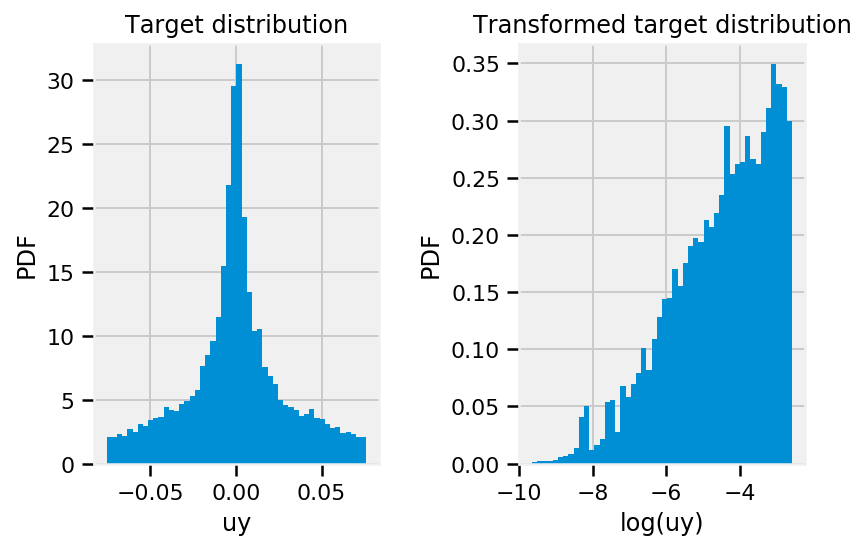 Target distribution
PDF
30
25
20
15
10
5
0
−0.05 0.00 0.05
uy
Transformed target distribution
PDF
0.35
0.30
0.25
0.20
0.15
0.10
0.05
0.00
−10 −8 −6 −4
log(uy)